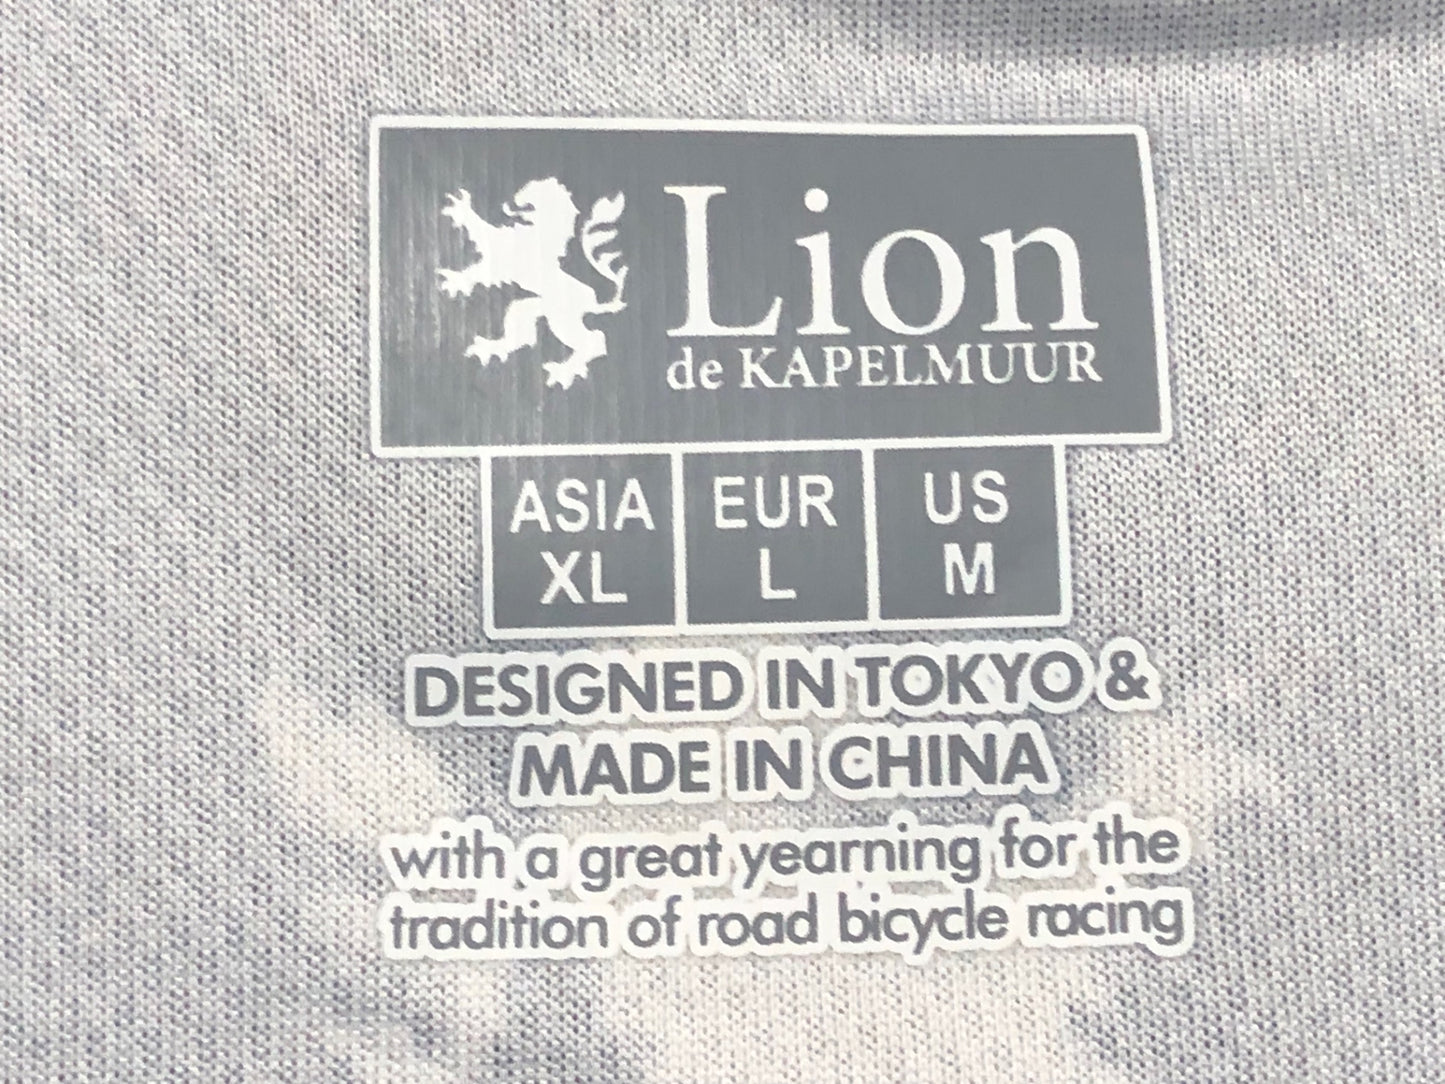 Lion
de KAPELMUUR
ASIA EUR US
XL L M
DESIGNED IN TOKYO &
MADE IN CHINA
with a great yearning for the
tradition of road bicycle racing